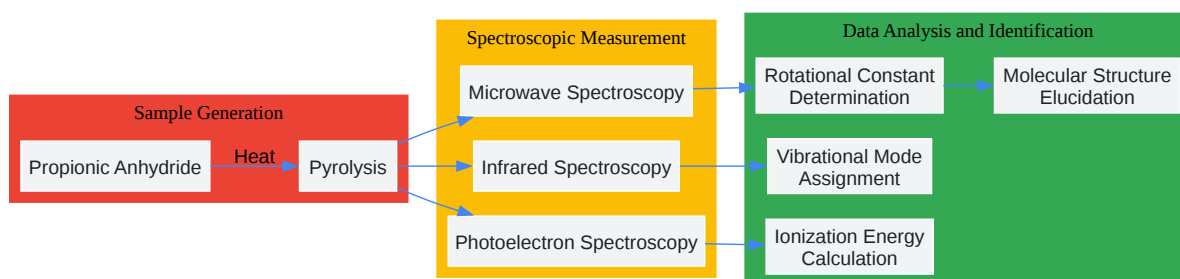 Sample Generation
Propionic Anhydride
Heat
Pyrolysis
Spectroscopic Measurement
Microwave Spectroscopy
Infrared Spectroscopy
Photoelectron Spectroscopy
Data Analysis and Identification
Rotational Constant
Determination
Molecular Structure
Elucidation
Vibrational Mode
Assignment
Ionization Energy
Calculation